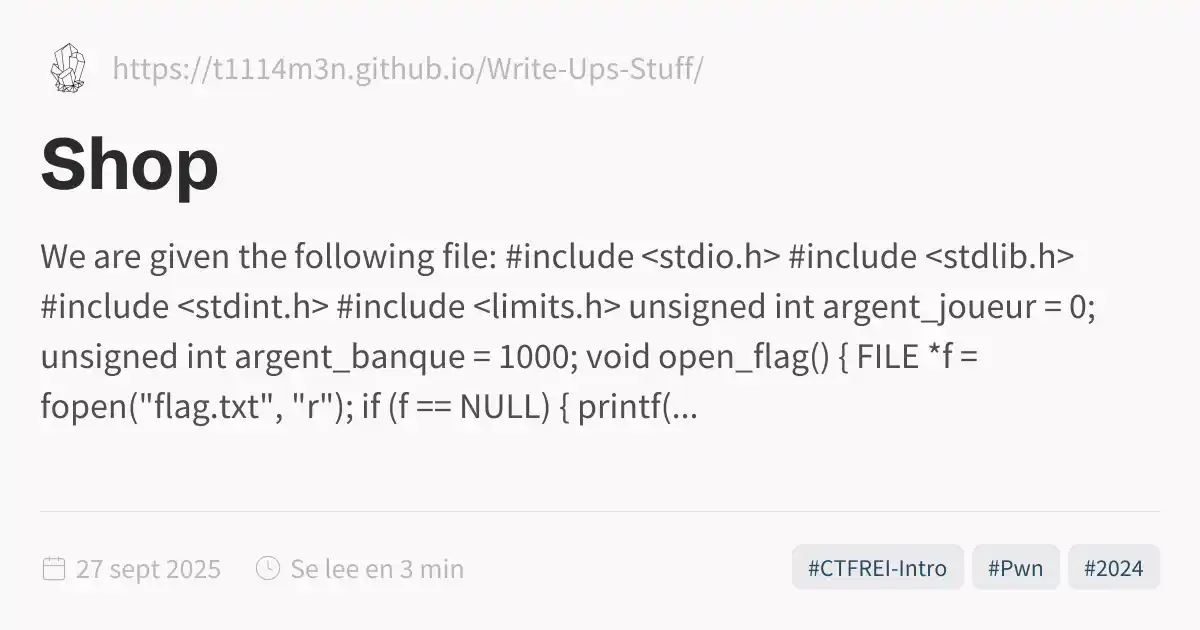 https://t1114m3n.github.io/Write-Ups-Stuff/
Shop
We are given the following file: #include <stdio.h> #include <stdlib.h>
#include <stdint.h> #include <limits.h> unsigned int argent_joueur = 0;
unsigned int argent_banque = 1000; void open_flag() { FILE *f =
fopen("flag.txt", "r"); if (f == NULL) { printf(...
27 sept 2025 Se lee en 3 min #CTFREI-Intro #Pwn #2024